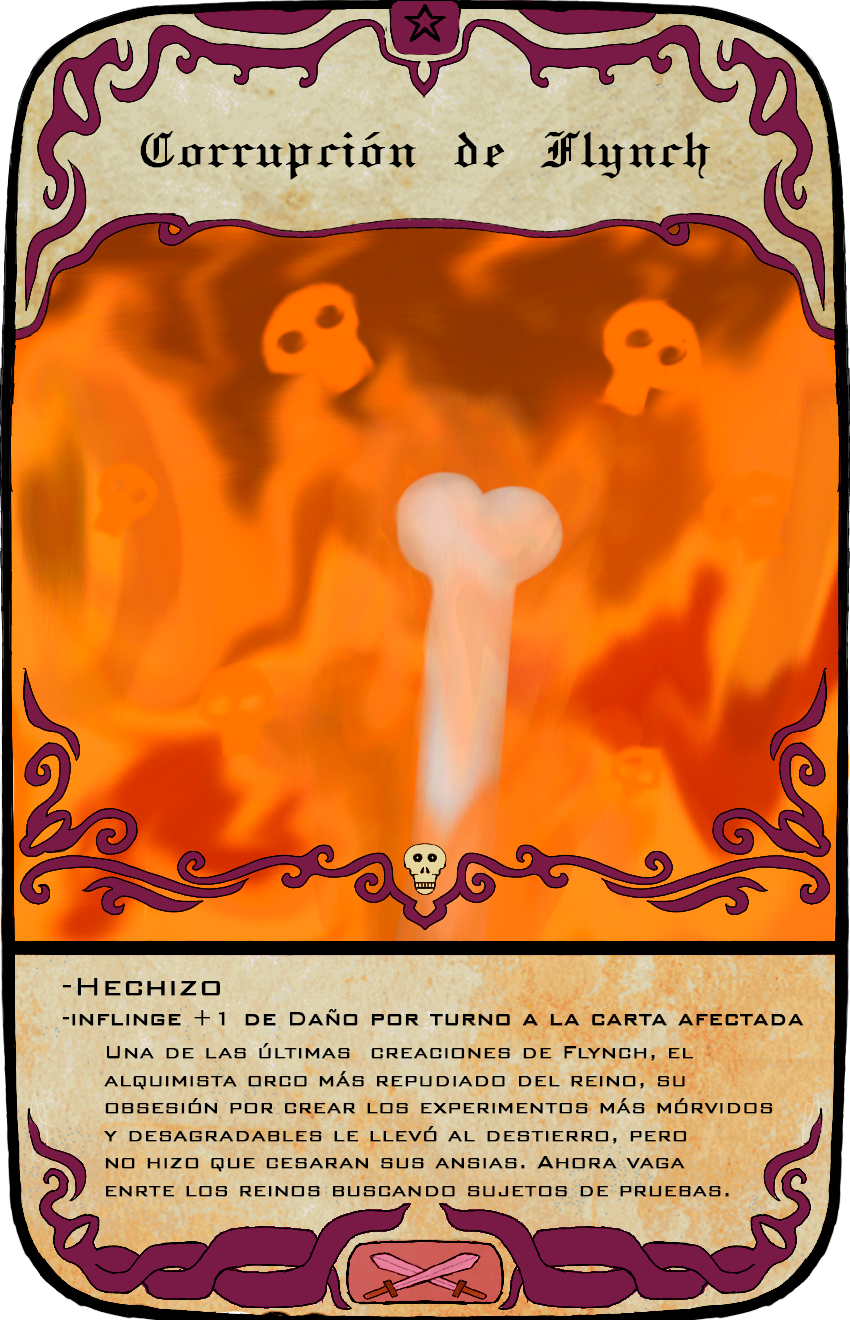 Corrupción de Flynch
-Hechizo
-inflinge +1 de Daño por turno a la carta afectada
Una de las últimas creaciones de Flynch, el
alquimista orco más repudiado del reino, su
obsesión por crear los experimentos más mórvidos
y desagradables le llevó al destierro, pero
no hizo que cesaran sus ansias. Ahora vaga
enrte los reinos buscando sujetos de pruebas.